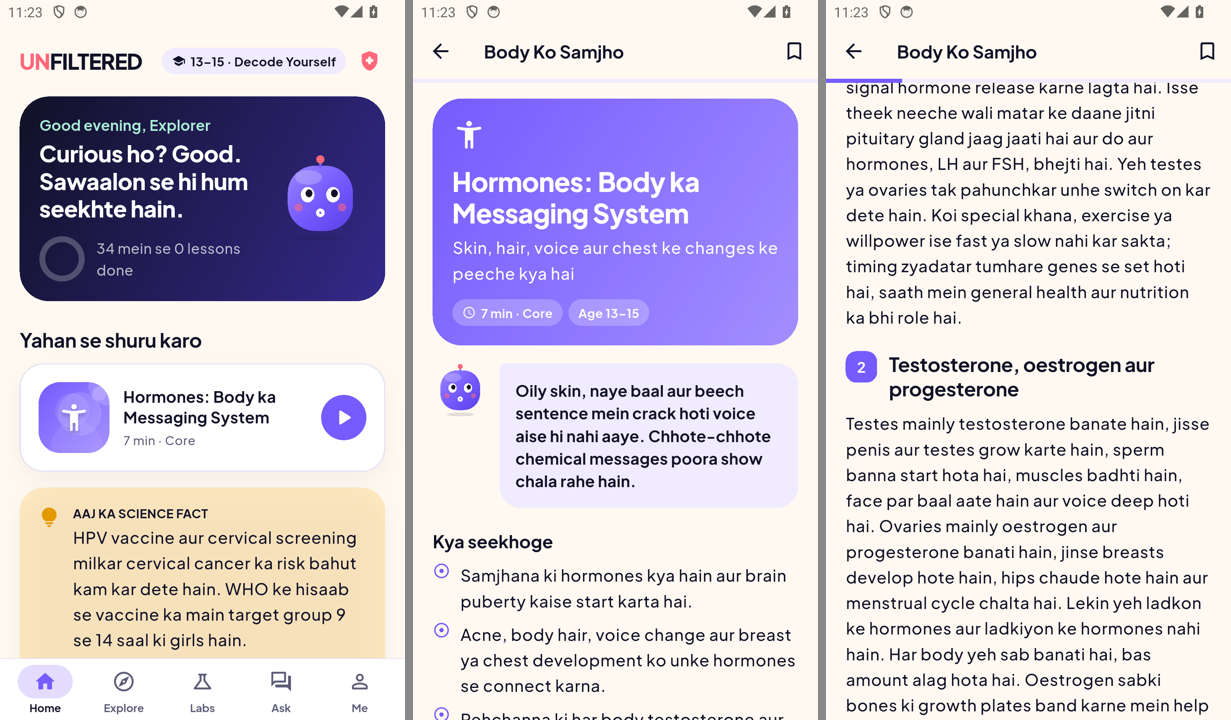 11:23
UNFILTERED
13–15 · Decode Yourself
Good evening, Explorer
Curious ho? Good.
Sawaalon se hi hum
seekhte hain.
34 mein se 0 lessons
done
Yahan se shuru karo
Hormones: Body ka
Messaging System
7 min · Core
AAJ KA SCIENCE FACT
HPV vaccine aur cervical screening
milkar cervical cancer ka risk bahut
kam kar dete hain. WHO ke hisaab
se vaccine ka main target group 9
se 14 saal ki girls hain.
Home
Explore
Labs
Ask
Me
11:23
Body Ko Samjho
Hormones: Body ka
Messaging System
Skin, hair, voice aur chest ke changes ke
peeche kya hai
7 min · Core
Age 13–15
Oily skin, naye baal aur beech
sentence mein crack hoti voice
aise hi nahi aaye. Chhote-chhote
chemical messages poora show
chala rahe hain.
Kya seekhoge
Samjhana ki hormones kya hain aur brain
puberty kaise start karta hai.
Acne, body hair, voice change aur breast
ya chest development ko unke hormones
se connect karna.
Pehchanna ki har body testosterone aur
11:23
Body Ko Samjho
signal hormone release karne lagta hai. Isse
theek neeche wali matar ke daane jitni
pituitary gland jaag jaati hai aur do aur
hormones, LH aur FSH, bhejti hai. Yeh testes
ya ovaries tak pahunchkar unhe switch on kar
dete hain. Koi special khana, exercise ya
willpower ise fast ya slow nahi kar sakta;
timing zyadatar tumhare genes se set hoti
hai, saath mein general health aur nutrition
ka bhi role hai.
2
Testosterone, oestrogen aur
progesterone
Testes mainly testosterone banate hain, jisse
penis aur testes grow karte hain, sperm
banna start hota hai, muscles badhti hain,
face par baal aate hain aur voice deep hoti
hai. Ovaries mainly oestrogen aur
progesterone banati hain, jinse breasts
develop hote hain, hips chaude hote hain aur
menstrual cycle chalta hai. Lekin yeh ladkon
ke hormones aur ladkiyon ke hormones nahi
hain. Har body yeh sab banati hai, bas
amount alag hota hai. Oestrogen sabki
bones ki growth plates band karne mein help